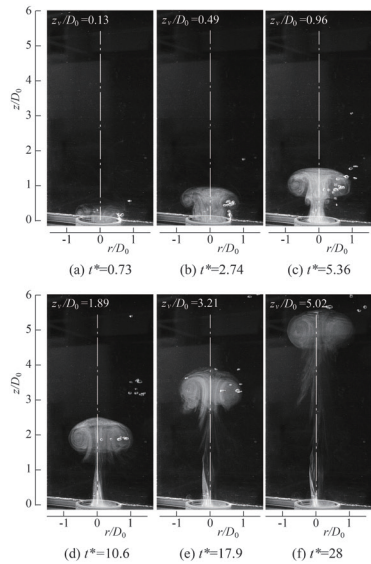 z_v/D_0=0.13 z_v/D_0=0.49 z_v/D_0=0.96
6
5
4
z/D_0
3
2
1
0
-1 0 1 -1 0 1 -1 0 1
r/D_0 r/D_0 r/D_0
(a) t*=0.73 (b) t*=2.74 (c) t*=5.36
z_v/D_0=1.89 z_v/D_0=3.21 z_v/D_0=5.02
6
5
4
z/D_0
3
2
1
0
-1 0 1 -1 0 1 -1 0 1
r/D_0 r/D_0 r/D_0
(d) t*=10.6 (e) t*=17.9 (f) t*=28